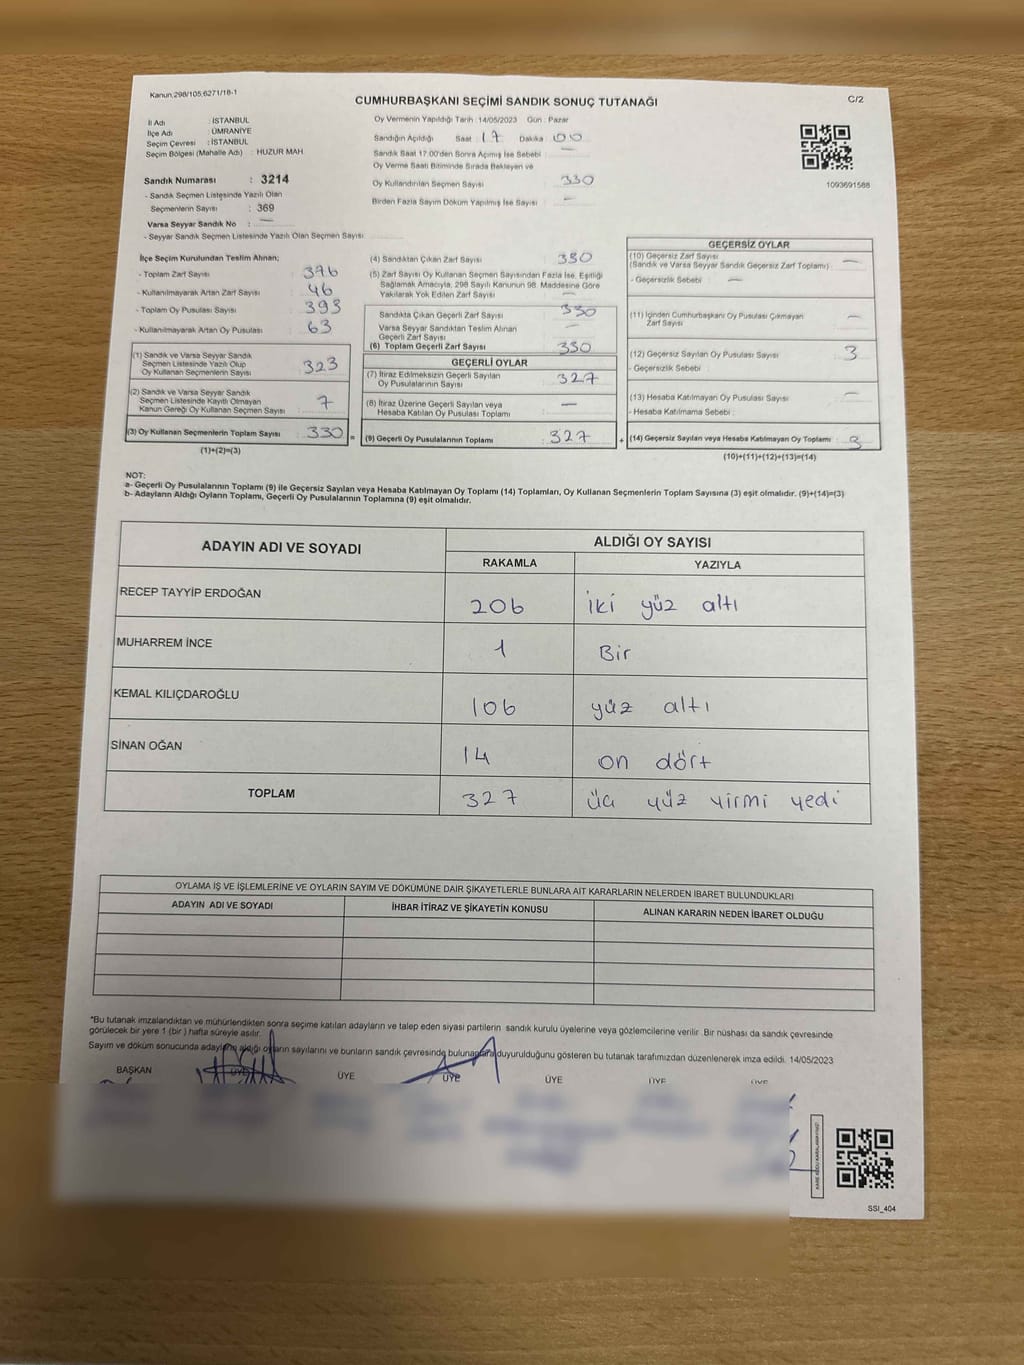 Kanun:298/105,6271/18-1
CUMHURBAŞKANI SEÇİMİ SANDIK SONUÇ TUTANAĞI
C/2
İl Adı : İSTANBUL
İlçe Adı : ÜMRANİYE
Seçim Çevresi : İSTANBUL
Seçim Bölgesi (Mahalle Adı) : HUZUR MAH.
Sandık Numarası : 3214
- Sandık Seçmen Listesinde Yazılı Olan
Seçmenlerin Sayısı : 369
Varsa Seyyar Sandık No : —
- Seyyar Sandık Seçmen Listesinde Yazılı Olan Seçmen Sayısı
Oy Vermenin Yapıldığı Tarih :14/05/2023 Gün : Pazar
Sandığın Açıldığı Saat 17 Dakika 00
Sandık Saat 17:00'den Sonra Açımış İse Sebebi : —
Oy Verme Saati Bitiminde Sırada Bekleyen ve
Oy Kullandırılan Seçmen Sayısı : 330
Birden Fazla Sayım Döküm Yapılmış İse Sayısı : —
1093691588
İlçe Seçim Kurulundan Teslim Alınan;
- Toplam Zarf Sayısı : 376
- Kullanılmayarak Artan Zarf Sayısı : 46
- Toplam Oy Pusulası Sayısı : 393
- Kullanılmayarak Artan Oy Pusulası : 63
(1) Sandık ve Varsa Seyyar Sandık
Seçmen Listesinde Yazılı Olup
Oy Kullanan Seçmenlerin Sayısı : 323
(2) Sandık ve Varsa Seyyar Sandık
Seçmen Listesinde Kayıtlı Olmayan
Kanun Gereği Oy Kullanan Seçmen Sayısı : 7
(3) Oy Kullanan Seçmenlerin Toplam Sayısı : 330 =
(1)+(2)=(3)
(4) Sandıktan Çıkan Zarf Sayısı : 330
(5) Zarf Sayısı Oy Kullanan Seçmen Sayısından Fazla İse, Eşitliği
Sağlamak Amacıyla, 298 Sayılı Kanunun 98. Maddesine Göre
Yakılarak Yok Edilen Zarf Sayısı : —
Sandıkta Çıkan Geçerli Zarf Sayısı : 330
Varsa Seyyar Sandıktan Teslim Alınan
Geçerli Zarf Sayısı : —
(6) Toplam Geçerli Zarf Sayısı : 330
GEÇERLİ OYLAR
(7) İtiraz Edilmeksizin Geçerli Sayılan
Oy Pusulalarının Sayısı : 327
(8) İtiraz Üzerine Geçerli Sayılan veya
Hesaba Katılan Oy Pusulası Toplamı : —
(9) Geçerli Oy Pusulalarının Toplamı : 327 +
GEÇERSİZ OYLAR
(10) Geçersiz Zarf Sayısı
(Sandık ve Varsa Seyyar Sandık Geçersiz Zarf Toplamı) : —
- Geçersizlik Sebebi : —
(11) İçinden Cumhurbaşkanı Oy Pusulası Çıkmayan
Zarf Sayısı : —
(12) Geçersiz Sayılan Oy Pusulası Sayısı : 3
- Geçersizlik Sebebi :
(13) Hesaba Katılmayan Oy Pusulası Sayısı : —
- Hesaba Katılmama Sebebi :
(14) Geçersiz Sayılan veya Hesaba Katılmayan Oy Toplamı : 3
(10)+(11)+(12)+(13)=(14)
NOT:
a- Geçerli Oy Pusulalarının Toplamı (9) ile Geçersiz Sayılan veya Hesaba Katılmayan Oy Toplamı (14) Toplamları, Oy Kullanan Seçmenlerin Toplam Sayısına (3) eşit olmalıdır. (9)+(14)=(3)
b- Adayların Aldığı Oyların Toplamı, Geçerli Oy Pusulalarının Toplamına (9) eşit olmalıdır.
ADAYIN ADI VE SOYADI
ALDIĞI OY SAYISI
RAKAMLA YAZIYLA
RECEP TAYYİP ERDOĞAN 206 iki yüz altı
MUHARREM İNCE 1 Bir
KEMAL KILIÇDAROĞLU 106 yüz altı
SİNAN OĞAN 14 on dört
TOPLAM 327 üç yüz yirmi yedi
OYLAMA İŞ VE İŞLEMLERİNE VE OYLARIN SAYIM VE DÖKÜMÜNE DAİR ŞİKAYETLERLE BUNLARA AİT KARARLARIN NELERDEN İBARET BULUNDUKLARI
ADAYIN ADI VE SOYADI İHBAR İTİRAZ VE ŞİKAYETİN KONUSU ALINAN KARARIN NEDEN İBARET OLDUĞU
*Bu tutanak imzalandıktan ve mühürlendikten sonra seçime katılan adayların ve talep eden siyasi partilerin sandık kurulu üyelerine veya gözlemcilerine verilir .Bir nüshası da sandık çevresinde
görülecek bir yere 1 (bir ) hafta süreyle asılır.
Sayım ve döküm sonucunda adayların aldığı oyların sayılarını ve bunların sandık çevresinde bulunanlara duyurulduğunu gösteren bu tutanak tarafımızdan düzenlenerek imza edildi. 14/05/2023
BAŞKAN ÜYE ÜYE ÜYE ÜYE ÜYE ÜYE
SSI_404